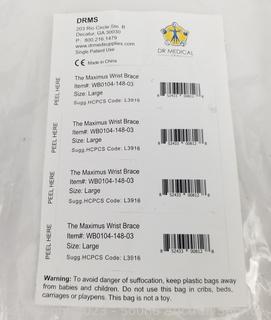 DRMS
203 Rio Circle Ste. B
Decatur, GA 30030
P: 800.216.1479
www.drmedsupplies.com
Single Patient Use
Made in China
DR MEDICAL
PEEL HERE
The Maximus Wrist Brace
Item#: WB0104-148-03
Size: Large
Sugg.HCPCS Code: L3916
PEEL HERE
The Maximus Wrist Brace
Item#: WB0104-148-03
Size: Large
Sugg.HCPCS Code: L3916
PEEL HERE
The Maximus Wrist Brace
Item#: WB0104-148-03
Size: Large
Sugg.HCPCS Code: L3916
PEEL HERE
The Maximus Wrist Brace
Item#: WB0104-148-03
Size: Large
Sugg.HCPCS Code: L3916
Warning: To avoid danger of suffocation, keep plastic bags away
from babies and children. Do not use this bag in cribs, beds,
carriages or playpens. This bag is not a toy.